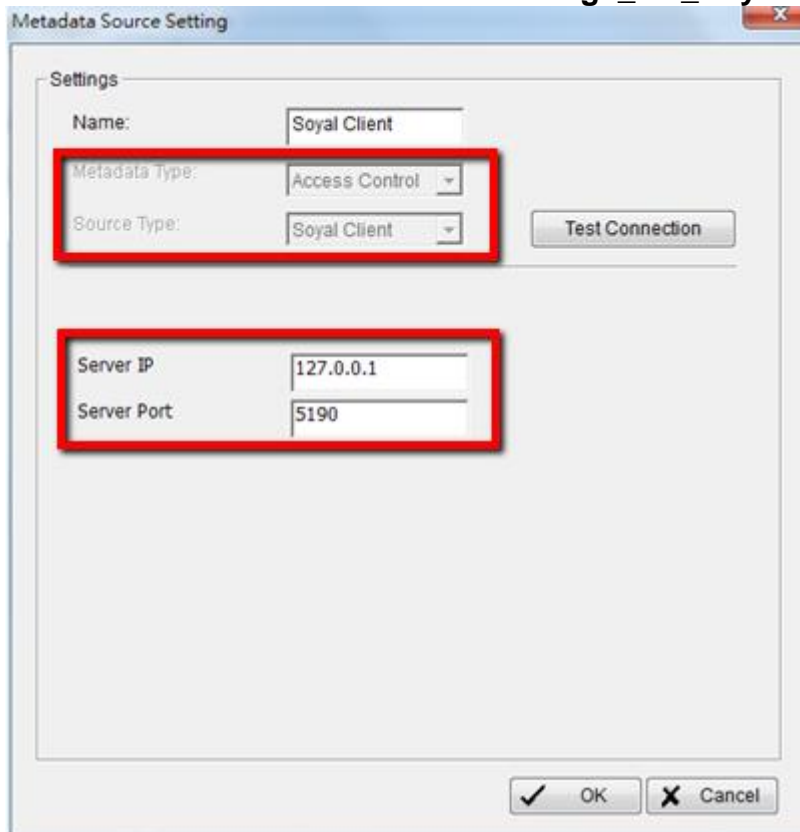 Metadata Source Setting
Settings
Name: Soyal Client
Metadata Type: Access Control
Source Type: Soyal Client Test Connection
Server IP 127.0.0.1
Server Port 5190
OK Cancel